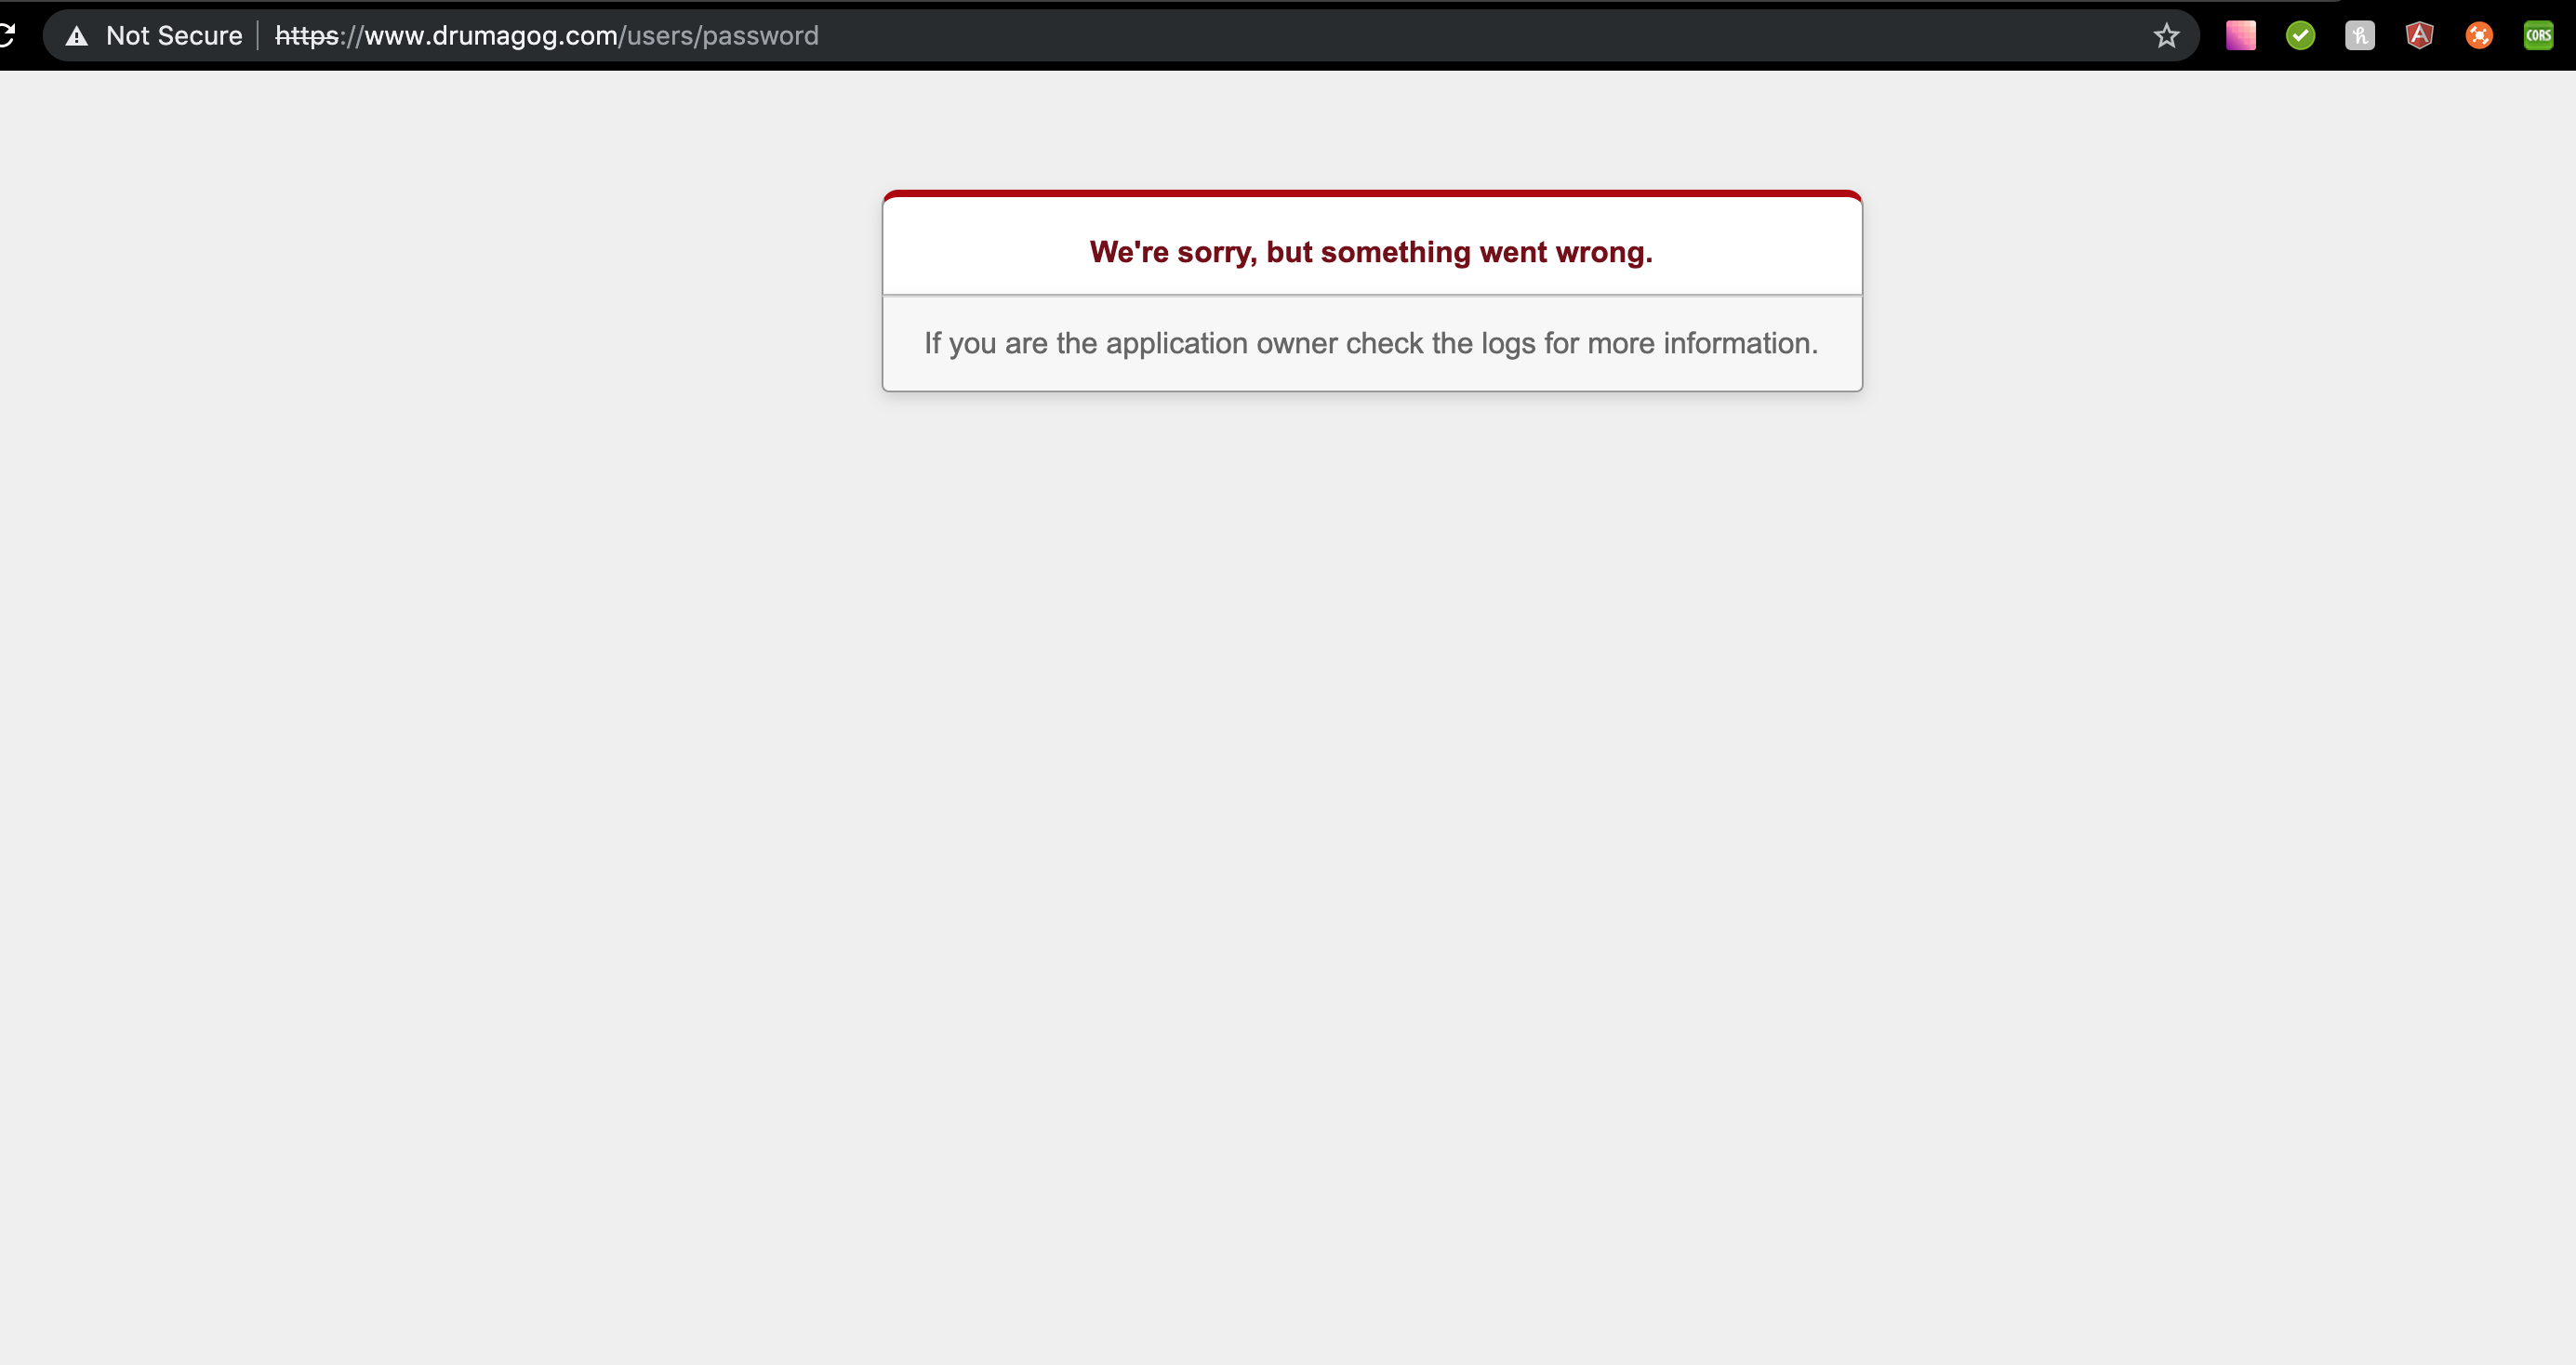 Not Secure https://www.drumagog.com/users/password
CORS
We're sorry, but something went wrong.
If you are the application owner check the logs for more information.